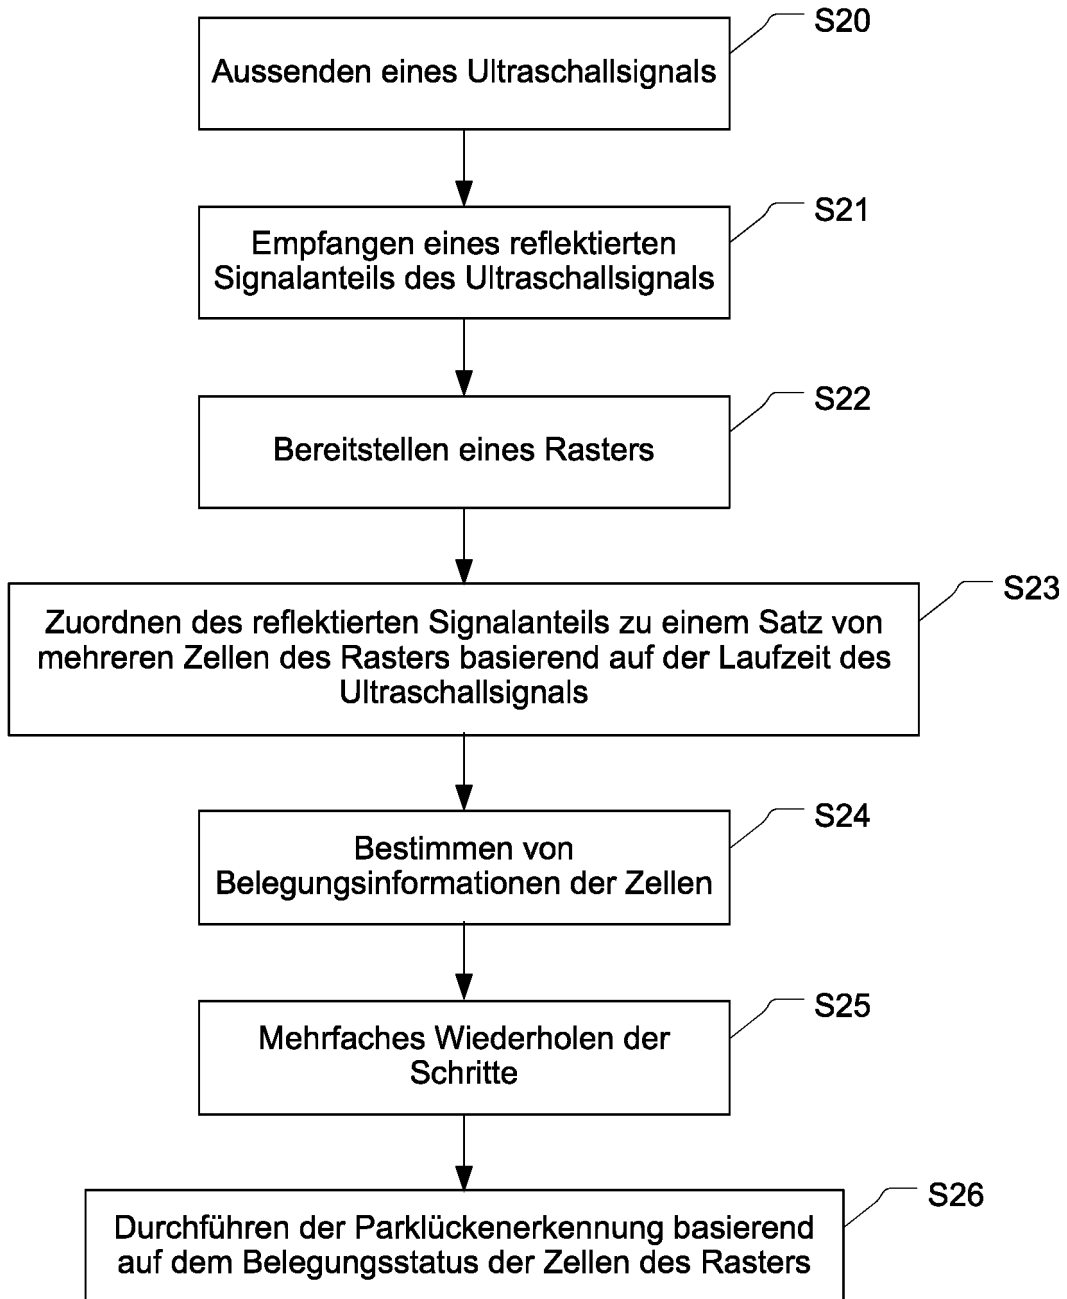 S20
Aussenden eines Ultraschallsignals
S21
Empfangen eines reflektierten
Signalanteils des Ultraschallsignals
S22
Bereitstellen eines Rasters
S23
Zuordnen des reflektierten Signalanteils zu einem Satz von
mehreren Zellen des Rasters basierend auf der Laufzeit des
Ultraschallsignals
S24
Bestimmen von
Belegungsinformationen der Zellen
S25
Mehrfaches Wiederholen der
Schritte
S26
Durchführen der Parklückenerkennung basierend
auf dem Belegungsstatus der Zellen des Rasters